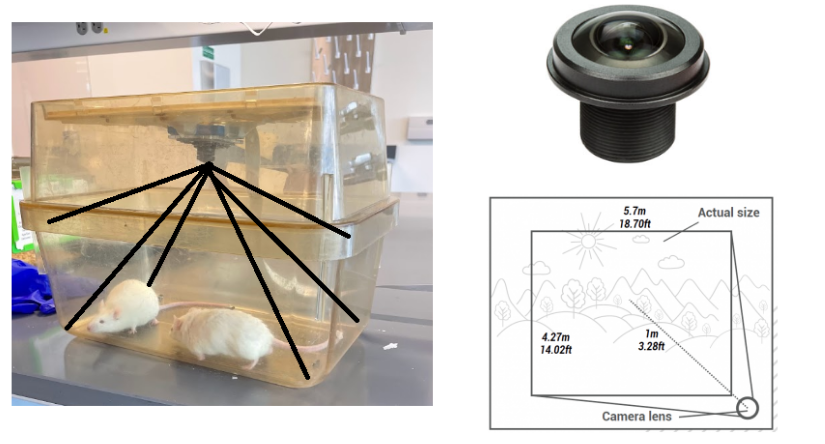 5.7m
18.70ft
Actual size
4.27m
14.02ft
1m
3.28ft
Camera lens